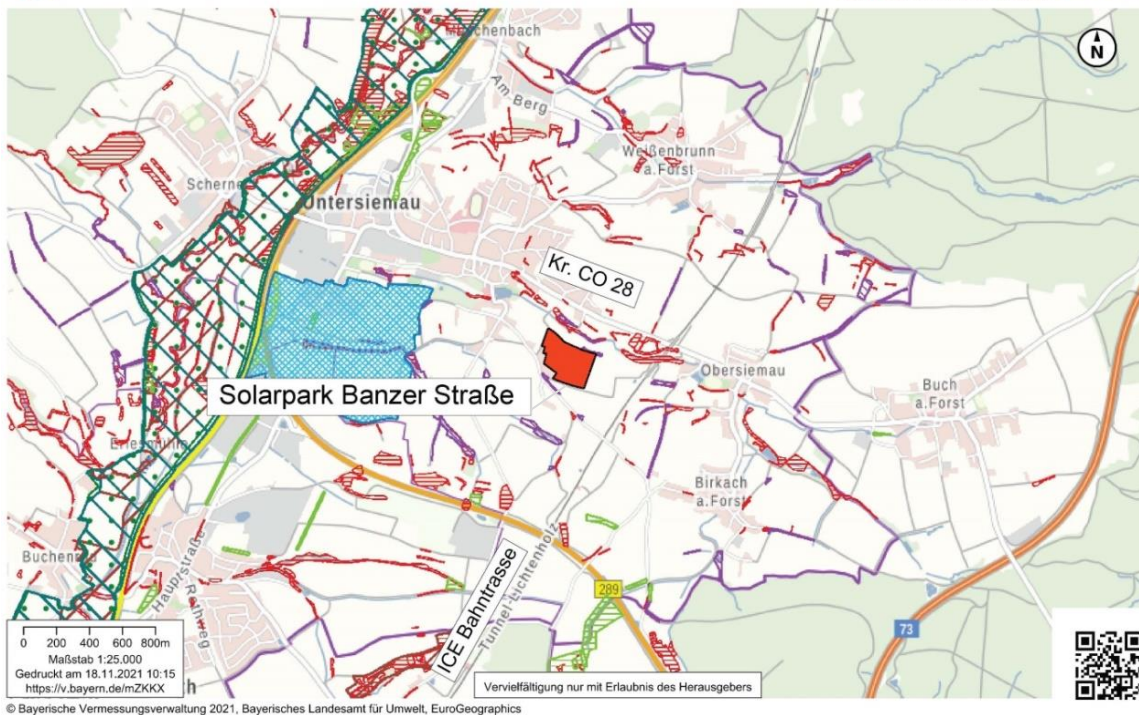 chenbach
N
Am Berg
Weißenbrunn
a.Forst
Scherne
Untersiemau
Kr. CO 28
Obersiemau
Buch
a.Forst
Solarpark Banzer Straße
Birkach
a.Forst
Hauptstraße
Rothweg
ICE Bahntrasse
Tunnel Lichtenholz
289
73
0 200 400 600 800m
Maßstab 1:25.000
Gedruckt am 18.11.2021 10:15
https://v.bayern.de/mZKKX
Vervielfältigung nur mit Erlaubnis des Herausgebers
© Bayerische Vermessungsverwaltung 2021, Bayerisches Landesamt für Umwelt, EuroGeographics